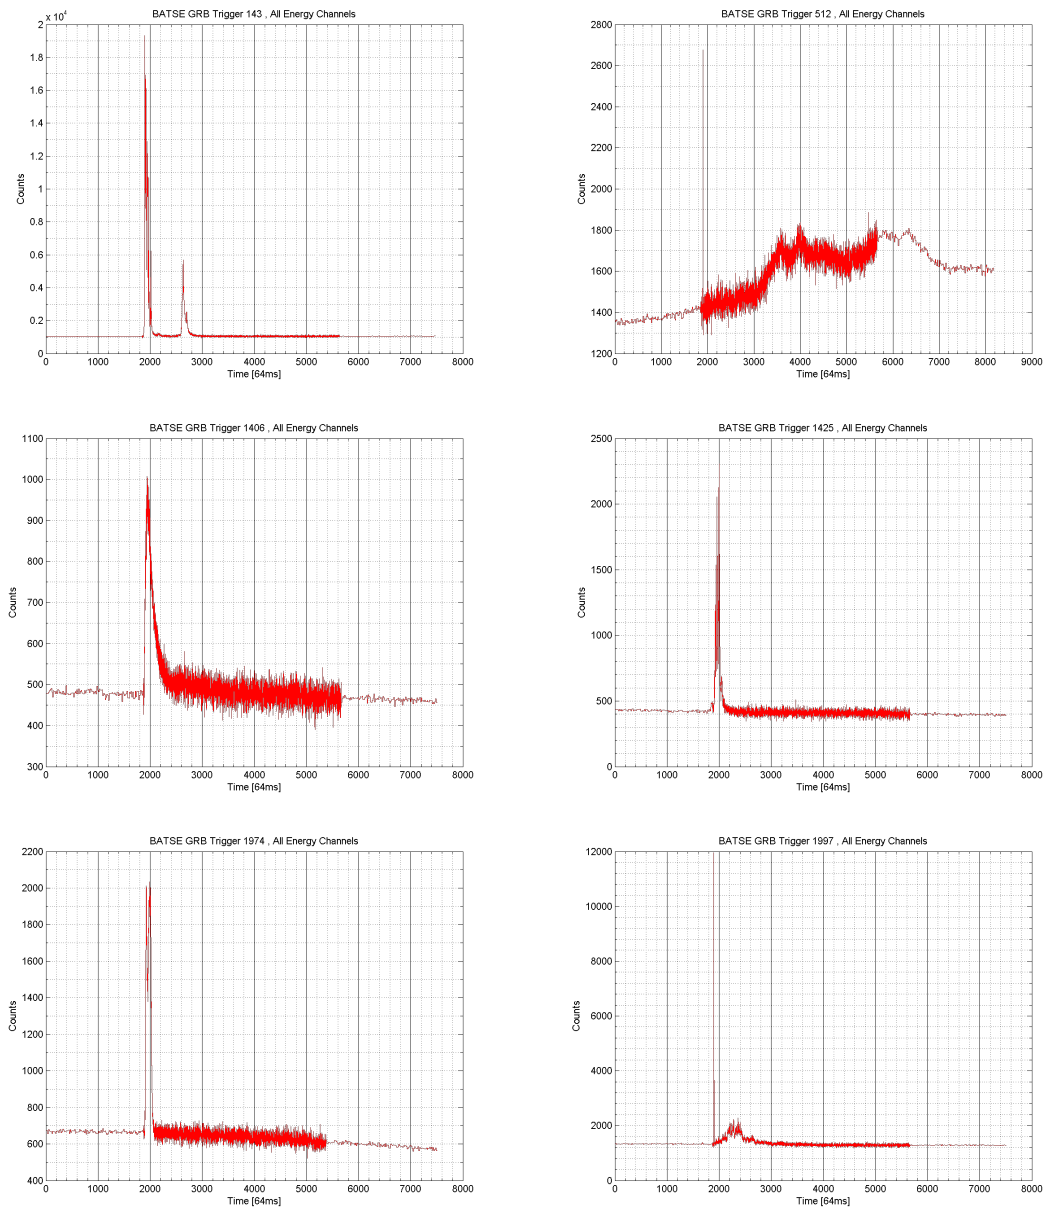 BATSE GRB Trigger 143 , All Energy Channels
x 10^4
2
1.8
1.6
1.4
1.2
1
0.8
0.6
0.4
0.2
0
Counts
0 1000 2000 3000 4000 5000 6000 7000 8000
Time [64ms]
BATSE GRB Trigger 512 , All Energy Channels
2800
2600
2400
2200
2000
1800
1600
1400
1200
Counts
0 1000 2000 3000 4000 5000 6000 7000 8000 9000
Time [64ms]
BATSE GRB Trigger 1406 , All Energy Channels
1100
1000
900
800
700
600
500
400
300
Counts
0 1000 2000 3000 4000 5000 6000 7000 8000
Time [64ms]
BATSE GRB Trigger 1425 , All Energy Channels
2500
2000
1500
1000
500
0
Counts
0 1000 2000 3000 4000 5000 6000 7000 8000
Time [64ms]
BATSE GRB Trigger 1974 , All Energy Channels
2200
2000
1800
1600
1400
1200
1000
800
600
400
Counts
0 1000 2000 3000 4000 5000 6000 7000 8000
Time [64ms]
BATSE GRB Trigger 1997 , All Energy Channels
12000
10000
8000
6000
4000
2000
0
Counts
0 1000 2000 3000 4000 5000 6000 7000 8000
Time [64ms]